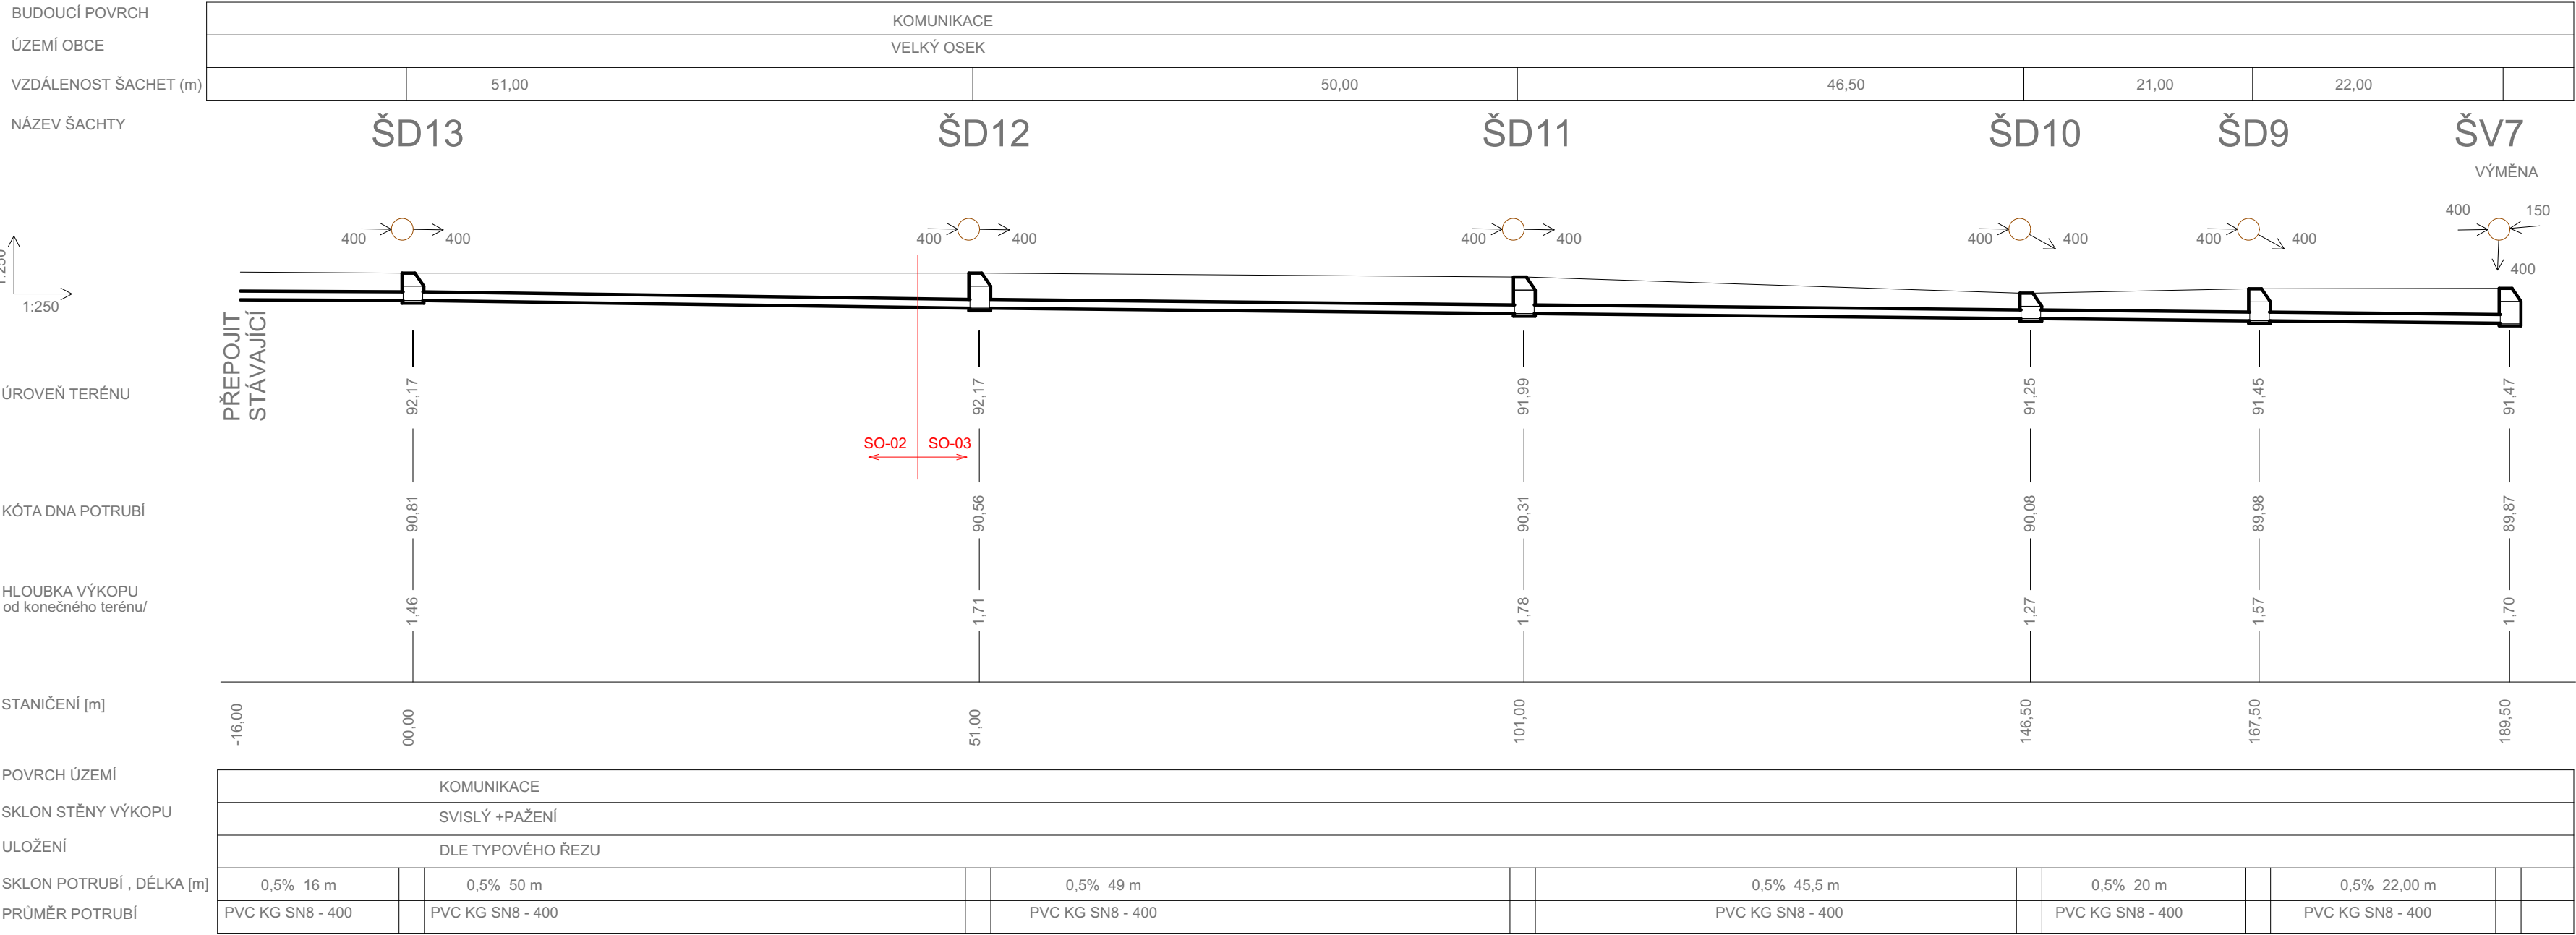 BUDOUCÍ POVRCH
KOMUNIKACE
ÚZEMÍ OBCE
VELKÝ OSEK
VZDÁLENOST ŠACHET (m)
51,00
50,00
46,50
21,00
22,00
NÁZEV ŠACHTY
ŠD13
ŠD12
ŠD11
ŠD10
ŠD9
ŠV7
VÝMĚNA
400
400
400
400
400
400
400
400
400
400
400
150
400
1:250
1:250
PŘEPOJIT
STÁVAJÍCÍ
ÚROVEŇ TERÉNU
92,17
92,17
91,99
91,25
91,45
91,47
SO-02
SO-03
KÓTA DNA POTRUBÍ
90,81
90,56
90,31
90,08
89,98
89,87
HLOUBKA VÝKOPU
od konečného terénu/
1,46
1,71
1,78
1,27
1,57
1,70
STANIČENÍ [m]
-16,00
00,00
51,00
101,00
146,50
167,50
189,50
POVRCH ÚZEMÍ
KOMUNIKACE
SKLON STĚNY VÝKOPU
SVISLÝ +PAŽENÍ
ULOŽENÍ
DLE TYPOVÉHO ŘEZU
SKLON POTRUBÍ , DÉLKA [m]
0,5% 16 m
0,5% 50 m
0,5% 49 m
0,5% 45,5 m
0,5% 20 m
0,5% 22,00 m
PRŮMĚR POTRUBÍ
PVC KG SN8 - 400
PVC KG SN8 - 400
PVC KG SN8 - 400
PVC KG SN8 - 400
PVC KG SN8 - 400
PVC KG SN8 - 400